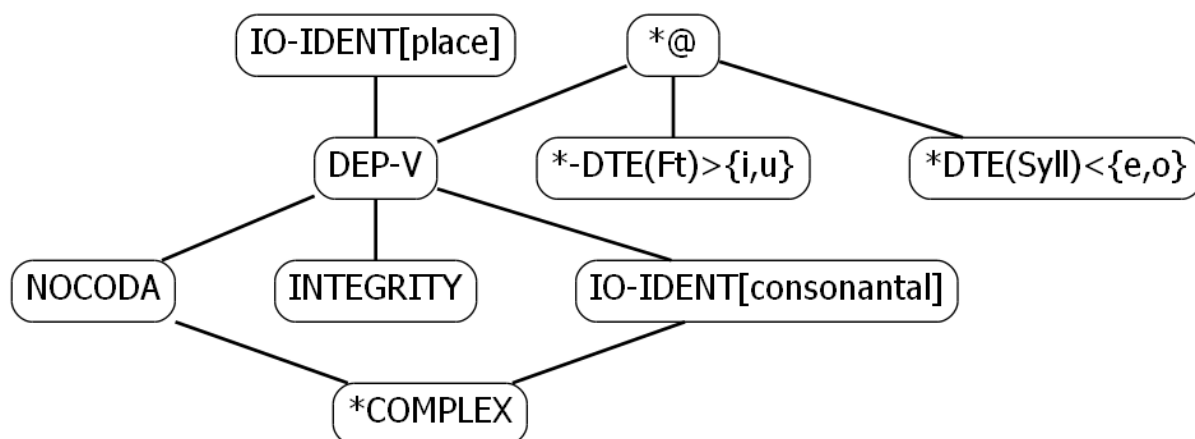 IO-IDENT[place] *@
DEP-V *-DTE(Ft)>{i,u} *DTE(Syll)<{e,o}
NOCODA INTEGRITY IO-IDENT[consonantal]
*COMPLEX